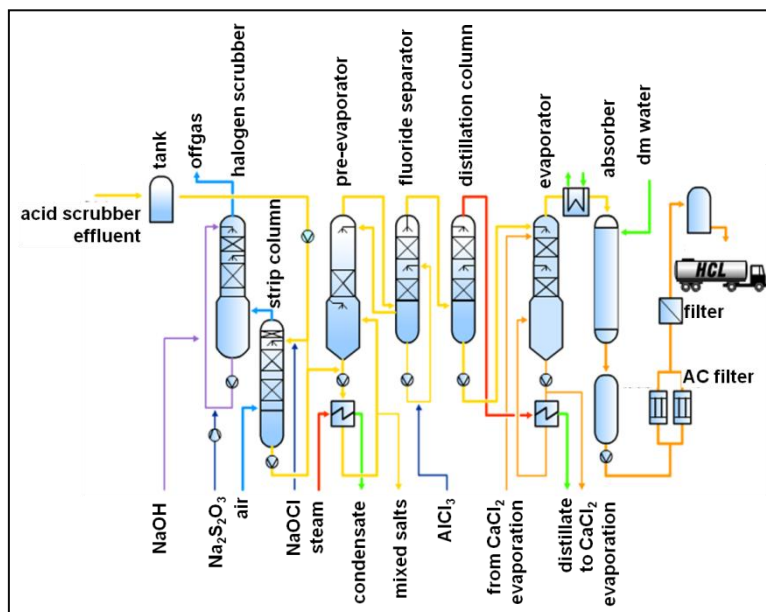 tank
offgas
halogen scrubber
strip column
pre-evaporator
fluoride separator
distillation column
evaporator
absorber
dm water
acid scrubber
effluent
HCL
filter
AC filter
NaOH
Na₂S₂O₃
air
NaOCl
steam
condensate
mixed salts
AlCl₃
from CaCl₂
evaporation
distillate
to CaCl₂
evaporation